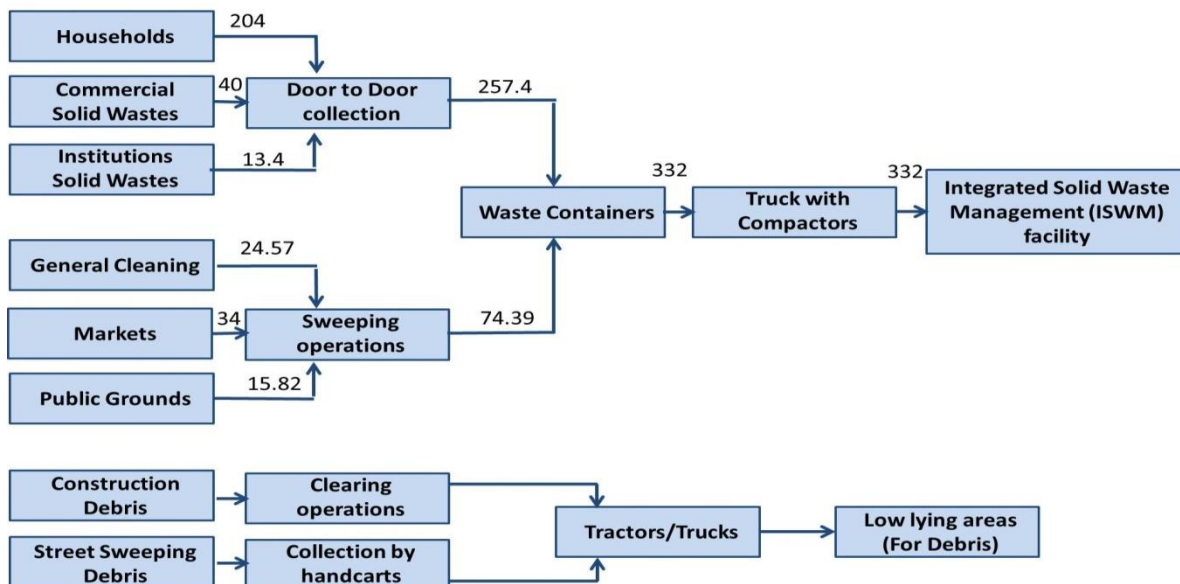 204
Households
Commercial
Solid Wastes
40
Door to Door
collection
257.4
Institutions
Solid Wastes
13.4
332
332
Waste Containers
Truck with
Compactors
Integrated Solid Waste
Management (ISWM)
facility
24.57
General Cleaning
Markets
34
Sweeping
operations
74.39
15.82
Public Grounds
Construction
Debris
Clearing
operations
Tractors/Trucks
Low lying areas
(For Debris)
Street Sweeping
Debris
Collection by
handcarts